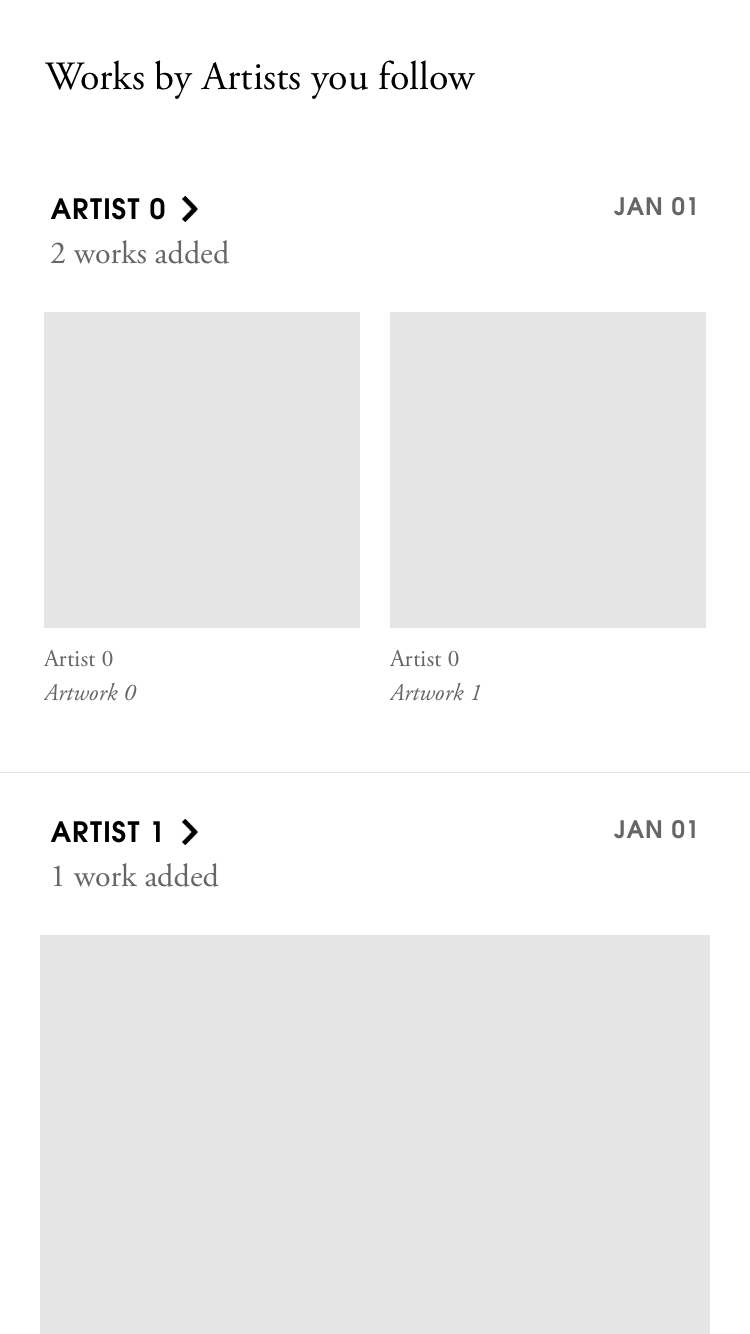 Works by Artists you follow
ARTIST 0
JAN 01
2 works added
Artist 0
Artwork 0
Artist 0
Artwork 1
ARTIST 1
JAN 01
1 work added